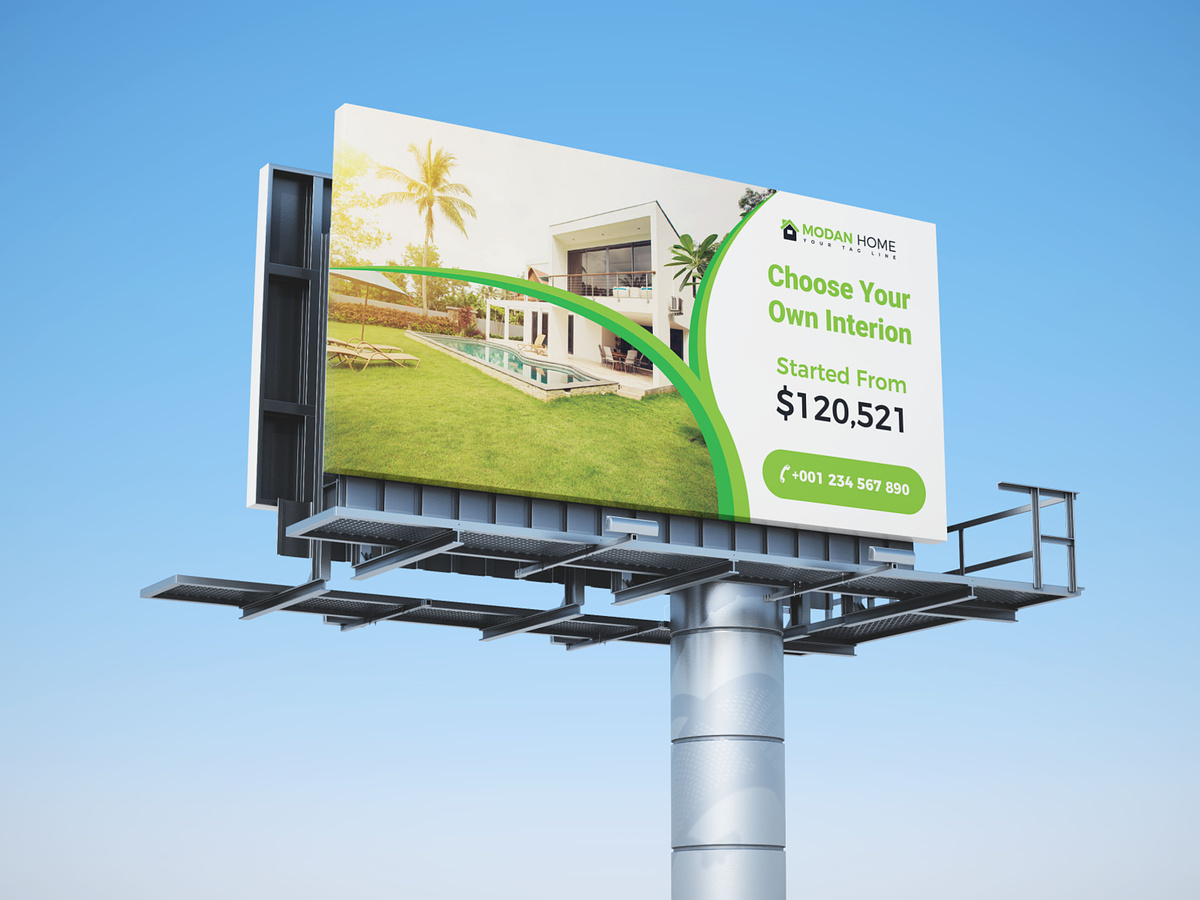 MODAN HOME
YOUR TAG LINE
Choose Your
Own Interion
Started From
$120,521
+001 234 567 890